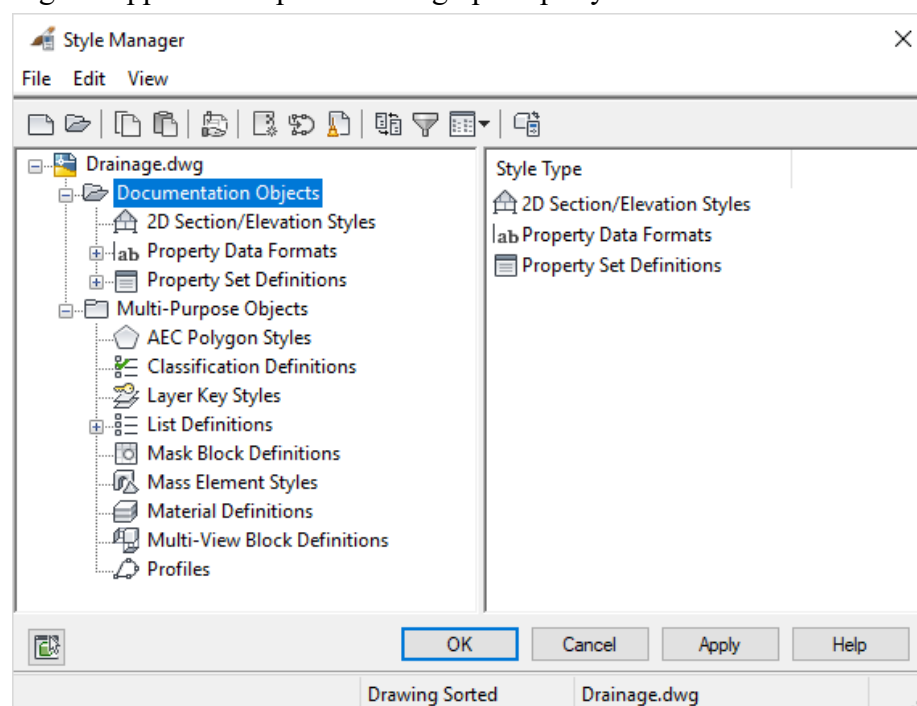 Style Manager
File Edit View
Drainage.dwg
Documentation Objects
2D Section/Elevation Styles
ab Property Data Formats
Property Set Definitions
Multi-Purpose Objects
AEC Polygon Styles
Classification Definitions
Layer Key Styles
List Definitions
Mask Block Definitions
Mass Element Styles
Material Definitions
Multi-View Block Definitions
Profiles
Style Type
2D Section/Elevation Styles
ab Property Data Formats
Property Set Definitions
OK Cancel Apply Help
Drawing Sorted Drainage.dwg